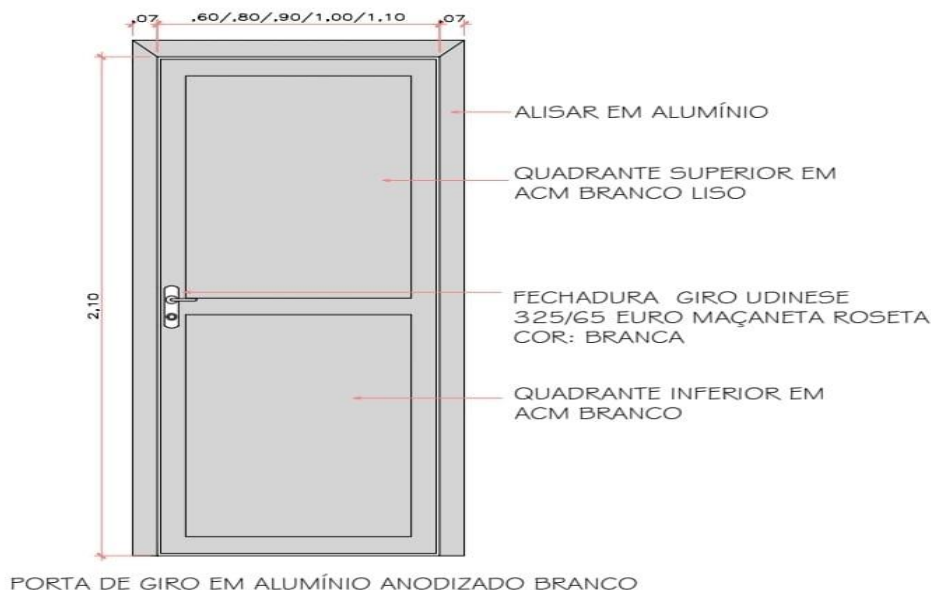 .07 .60/.80/.90/1.00/1.10 .07
ALISAR EM ALUMÍNIO
QUADRANTE SUPERIOR EM
ACM BRANCO LISO
2,10
FECHADURA GIRO UDINESE
325/65 EURO MAÇANETA ROSETA
COR: BRANCA
QUADRANTE INFERIOR EM
ACM BRANCO
PORTA DE GIRO EM ALUMÍNIO ANODIZADO BRANCO